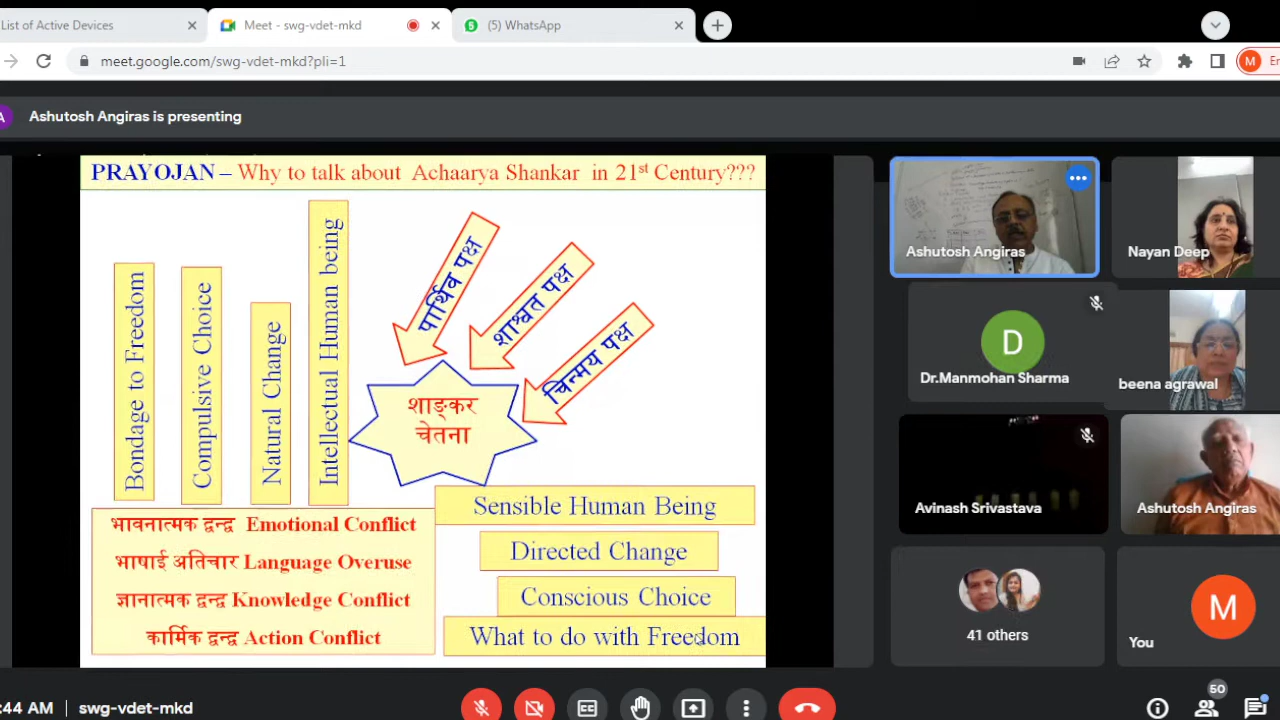 List of Active Devices
Meet - swg-vdet-mkd
(5) WhatsApp
meet.google.com/swg-vdet-mkd?pli=1
M
A
Ashutosh Angiras is presenting
PRAYOJAN – Why to talk about Achaarya Shankar in 21st Century???
Bondage to Freedom
Compulsive Choice
Natural Change
Intellectual Human being
पार्थिव पक्ष
शाश्वत पक्ष
चिन्मय पक्ष
शाङ्कर
चेतना
भावनात्मक द्वन्द्व Emotional Conflict
भाषाई अतिचार Language Overuse
ज्ञानात्मक द्वन्द्व Knowledge Conflict
कार्मिक द्वन्द्व Action Conflict
Sensible Human Being
Directed Change
Conscious Choice
What to do with Freedom
Ashutosh Angiras
Nayan Deep
D
Dr.Manmohan Sharma
beena agrawal
Avinash Srivastava
Ashutosh Angiras
41 others
M
You
:44 AM | swg-vdet-mkd
50